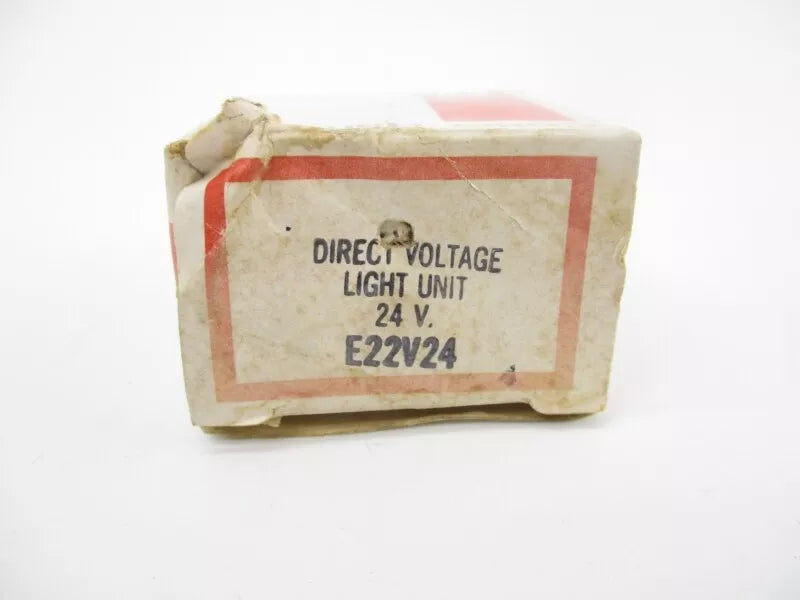 DIRECT VOLTAGE
LIGHT UNIT
24 V.
E22V24